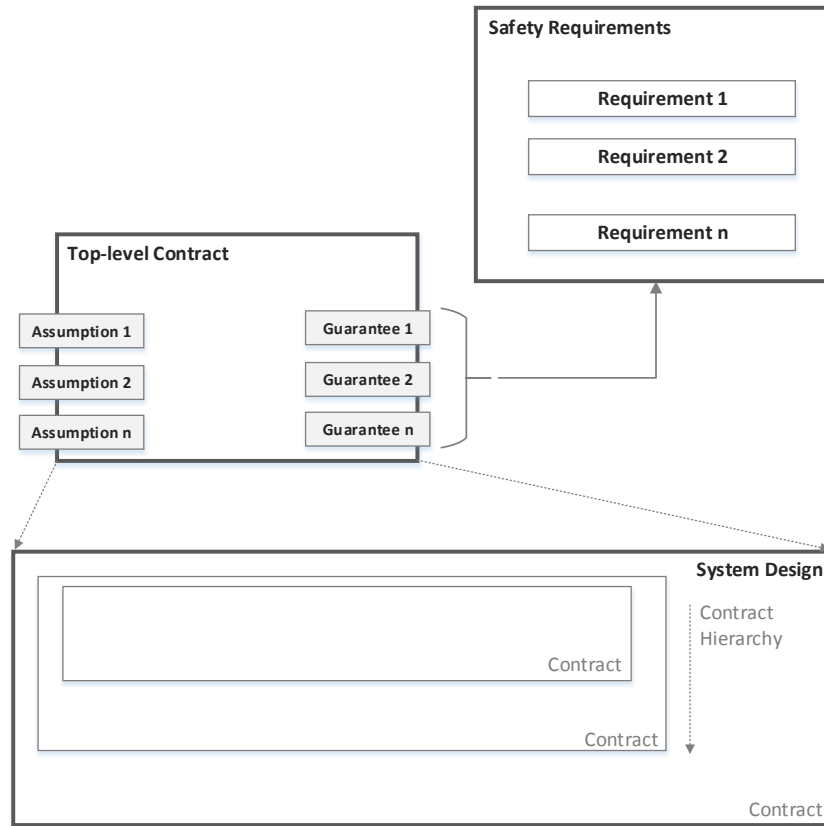 Safety Requirements
Requirement 1
Requirement 2
Requirement n
Top-level Contract
Assumption 1
Guarantee 1
Assumption 2
Guarantee 2
Assumption n
Guarantee n
System Design
Contract
Hierarchy
Contract
Contract
Contract